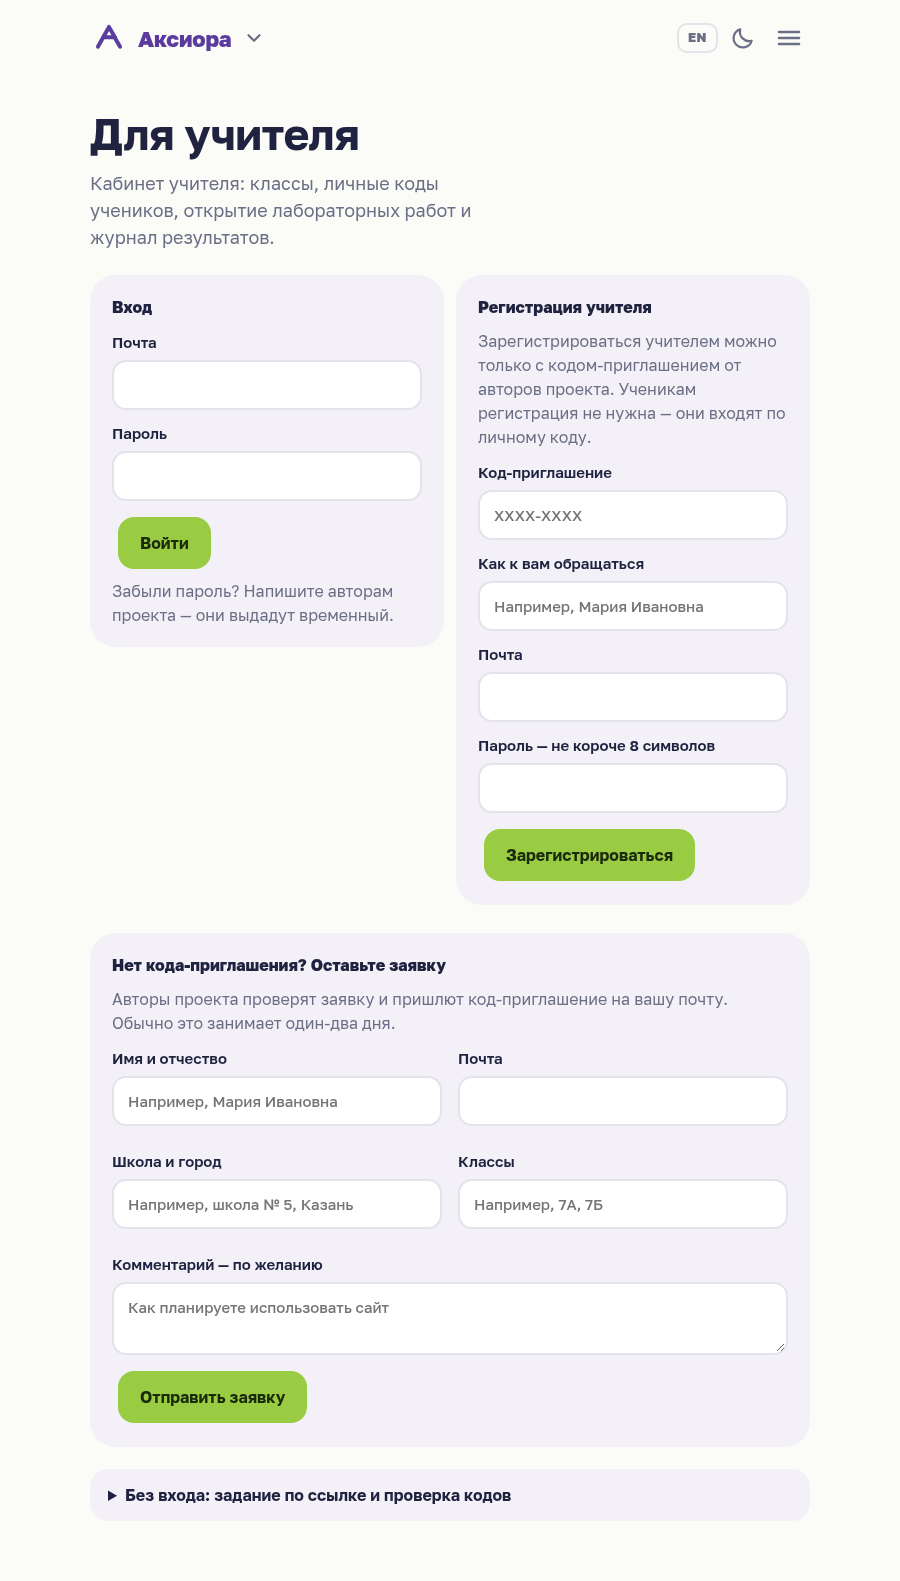 Аксиора
EN
Для учителя
Кабинет учителя: классы, личные коды
учеников, открытие лабораторных работ и
журнал результатов.
Вход
Почта
Пароль
Войти
Забыли пароль? Напишите авторам
проекта — они выдадут временный.
Регистрация учителя
Зарегистрироваться учителем можно
только с кодом-приглашением от
авторов проекта. Ученикам
регистрация не нужна — они входят по
личному коду.
Код-приглашение
XXXX-XXXX
Как к вам обращаться
Например, Мария Ивановна
Почта
Пароль — не короче 8 символов
Зарегистрироваться
Нет кода-приглашения? Оставьте заявку
Авторы проекта проверят заявку и пришлют код-приглашение на вашу почту.
Обычно это занимает один-два дня.
Имя и отчество
Например, Мария Ивановна
Почта
Школа и город
Например, школа № 5, Казань
Классы
Например, 7А, 7Б
Комментарий — по желанию
Как планируете использовать сайт
Отправить заявку
Без входа: задание по ссылке и проверка кодов